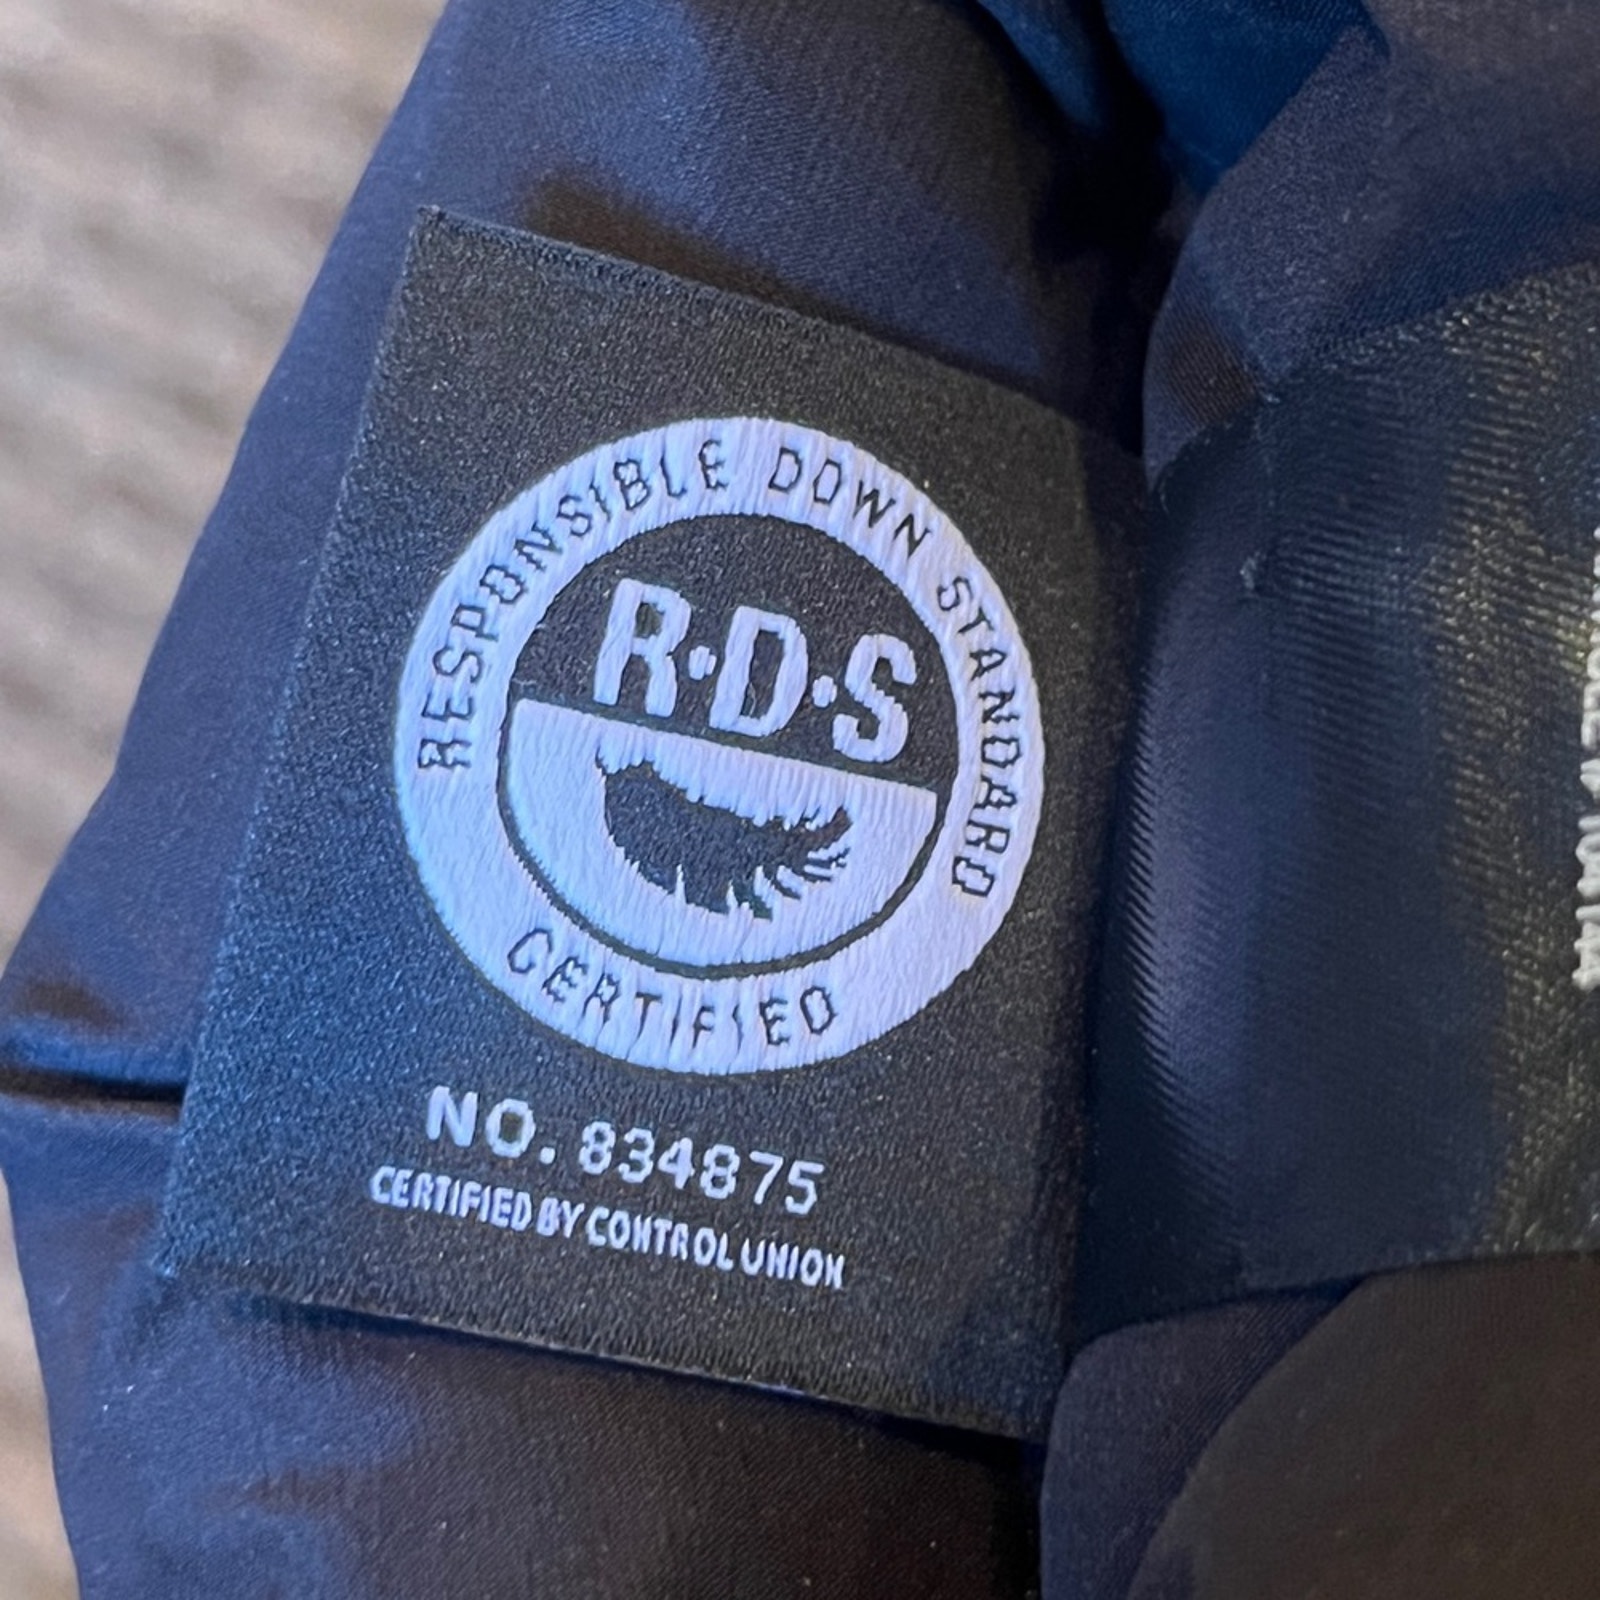 RESPONSIBLE DOWN STANDARD
R·D·S
CERTIFIED
NO. 834875
CERTIFIED BY CONTROL UNION